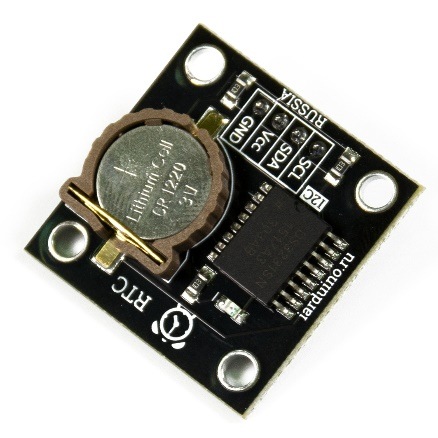 RUSSIA
GND
Vcc
SDA
SCL
I2C
+
Lithium Cell
CR 1220
3V
RTC
iarduino.ru